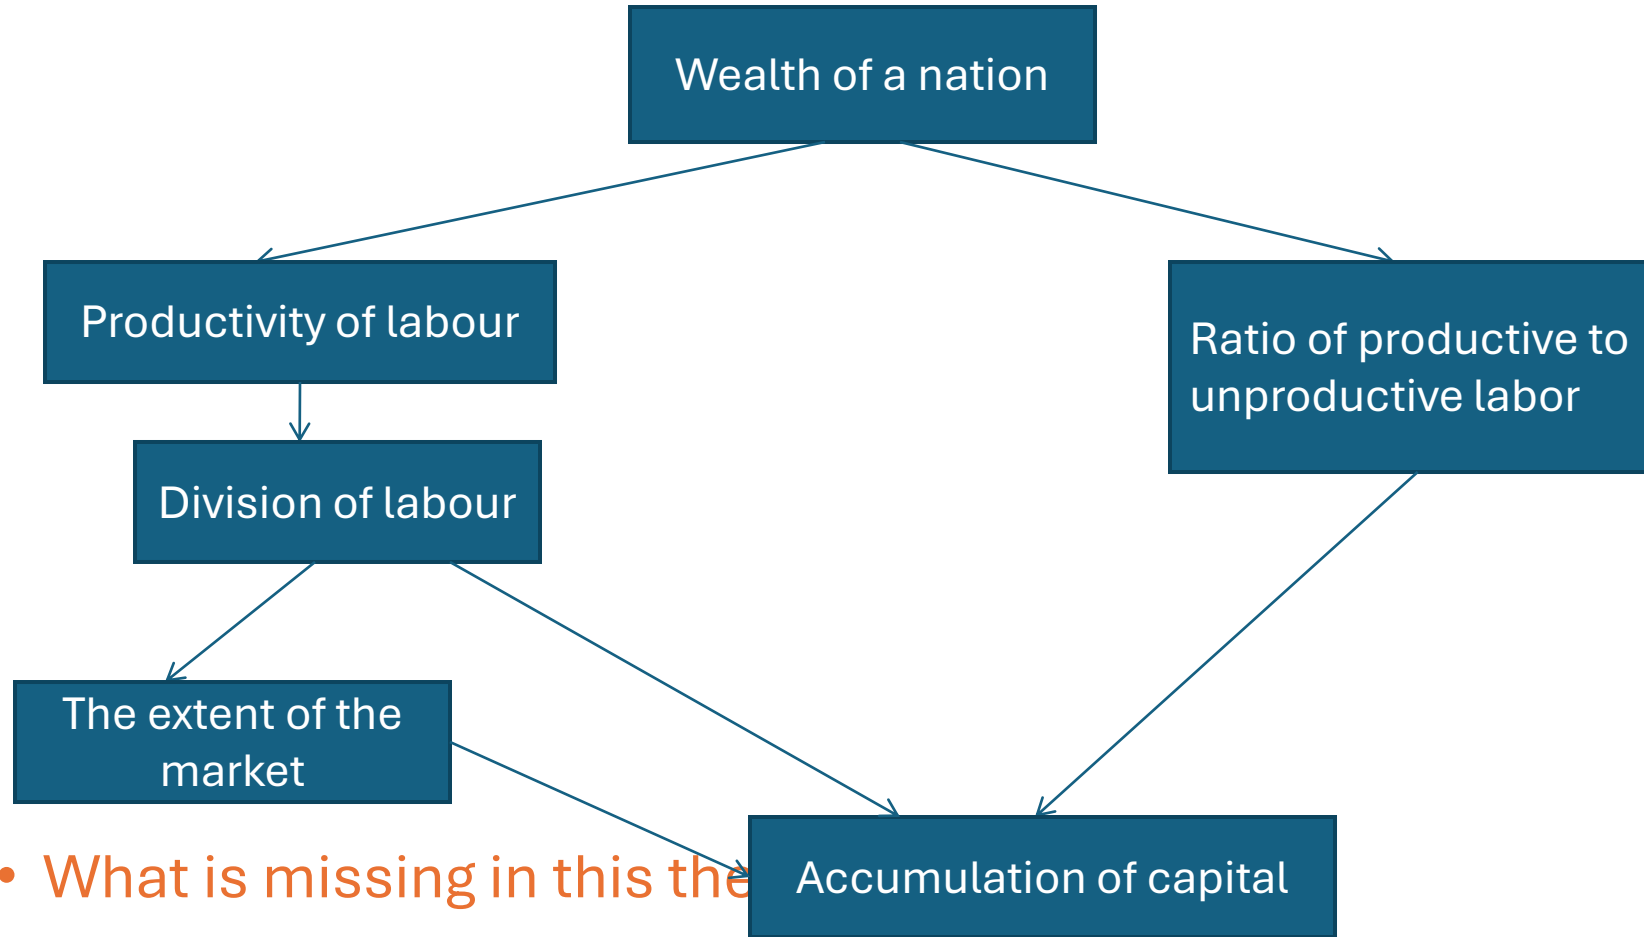 Wealth of a nation
Productivity of labour
Ratio of productive to
unproductive labor
Division of labour
The extent of the
market
Accumulation of capital
• What is missing in this the